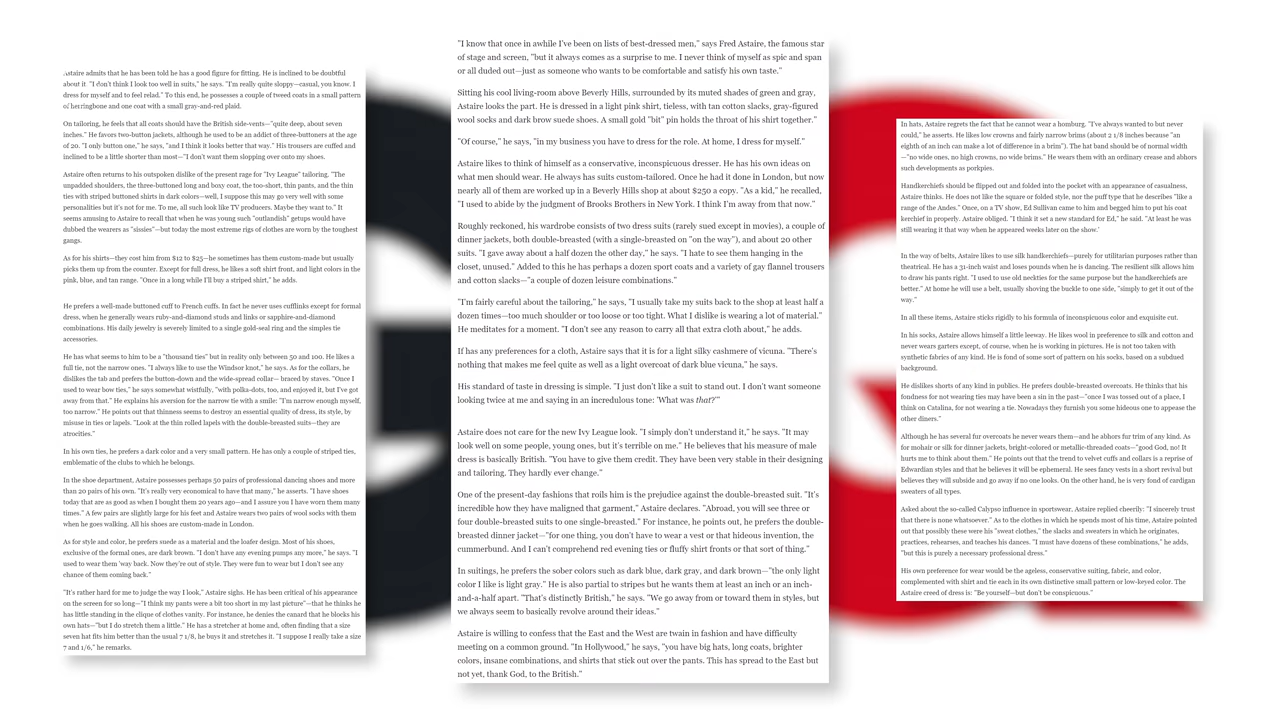 Astaire admits that he has been told he has a good figure for fitting. He is inclined to be doubtful
about it "I don't think I look too well in suits," he says. "I'm really quite sloppy—casual, you know. I
dress for myself and to feel relad." To this end, he possesses a couple of tweed coats in a small pattern
of herringbone and one coat with a small gray-and-red plaid.
On tailoring, he feels that all coats should have the British side-vents—"quite deep, about seven
inches." He favors two-button jackets, although he used to be an addict of three-buttoners at the age
of 20. "I only button one," he says, "and I think it looks better that way." His trousers are cuffed and
inclined to be a little shorter than most—"I don't want them slopping over onto my shoes.
Astaire often returns to his outspoken dislike of the present rage for "Ivy League" tailoring. "The
unpadded shoulders, the three-buttoned long and boxy coat, the too-short, thin pants, and the thin
ties with striped buttoned shirts in dark colors—well, I suppose this may go very well with some
personalities but it's not for me. To me, all such look like TV producers. Maybe they want to." It
seems amusing to Astaire to recall that when he was young such "outlandish" getups would have
dubbed the wearers as "sissies"—but today the most extreme rigs of clothes are worn by the toughest
gangs.
As for his shirts—they cost him from $12 to $25—he sometimes has them custom-made but usually
picks them up from the counter. Except for full dress, he likes a soft shirt front, and light colors in the
pink, blue, and tan range. "Once in a long while I'll buy a striped shirt," he adds.
He prefers a well-made buttoned cuff to French cuffs. In fact he never uses cufflinks except for formal
dress, when he generally wears ruby-and-diamond studs and links or sapphire-and-diamond
combinations. His daily jewelry is severely limited to a single gold-seal ring and the simples tie
accessories.
He has what seems to him to be a "thousand ties" but in reality only between 50 and 100. He likes a
full tie, not the narrow ones. "I always like to use the Windsor knot," he says. As for the collars, he
dislikes the tab and prefers the button-down and the wide-spread collar— braced by staves. "Once I
used to wear bow ties," he says somewhat wistfully, "with polka-dots, too, and enjoyed it, but I've got
away from that." He explains his aversion for the narrow tie with a smile: "I'm narrow enough myself,
too narrow." He points out that thinness seems to destroy an essential quality of dress, its style, by
misuse in ties or lapels. "Look at the thin rolled lapels with the double-breasted suits—they are
atrocities."
In his own ties, he prefers a dark color and a very small pattern. He has only a couple of striped ties,
emblematic of the clubs to which he belongs.
In the shoe department, Astaire possesses perhaps 50 pairs of professional dancing shoes and more
than 20 pairs of his own. "It's really very economical to have that many," he asserts. "I have shoes
today that are as good as when I bought them 20 years ago—and I assure you I have worn them many
times." A few pairs are slightly large for his feet and Astaire wears two pairs of wool socks with them
when he goes walking. All his shoes are custom-made in London.
As for style and color, he prefers suede as a material and the loafer design. Most of his shoes,
exclusive of the formal ones, are dark brown. "I don't have any evening pumps any more," he says. "I
used to wear them 'way back. Now they're out of style. They were fun to wear but I don't see any
chance of them coming back."
"It's rather hard for me to judge the way I look," Astaire sighs. He has been critical of his appearance
on the screen for so long—"I think my pants were a bit too short in my last picture"—that he thinks he
has little standing in the clique of clothes vanity. For instance, he denies the canard that he blocks his
own hats—"but I do stretch them a little." He has a stretcher at home and, often finding that a size
seven hat fits him better than the usual 7 1/8, he buys it and stretches it. "I suppose I really take a size
7 and 1/6," he remarks.
"I know that once in awhile I've been on lists of best-dressed men," says Fred Astaire, the famous star
of stage and screen, "but it always comes as a surprise to me. I never think of myself as spic and span
or all duded out—just as someone who wants to be comfortable and satisfy his own taste."
Sitting his cool living-room above Beverly Hills, surrounded by its muted shades of green and gray,
Astaire looks the part. He is dressed in a light pink shirt, tieless, with tan cotton slacks, gray-figured
wool socks and dark brow suede shoes. A small gold "bit" pin holds the throat of his shirt together."
"Of course," he says, "in my business you have to dress for the role. At home, I dress for myself."
Astaire likes to think of himself as a conservative, inconspicuous dresser. He has his own ideas on
what men should wear. He always has suits custom-tailored. Once he had it done in London, but now
nearly all of them are worked up in a Beverly Hills shop at about $250 a copy. "As a kid," he recalled,
"I used to abide by the judgment of Brooks Brothers in New York. I think I'm away from that now."
Roughly reckoned, his wardrobe consists of two dress suits (rarely sued except in movies), a couple of
dinner jackets, both double-breasted (with a single-breasted on "on the way"), and about 20 other
suits. "I gave away about a half dozen the other day," he says. "I hate to see them hanging in the
closet, unused." Added to this he has perhaps a dozen sport coats and a variety of gay flannel trousers
and cotton slacks—"a couple of dozen leisure combinations."
"I'm fairly careful about the tailoring," he says, "I usually take my suits back to the shop at least half a
dozen times—too much shoulder or too loose or too tight. What I dislike is wearing a lot of material."
He meditates for a moment. "I don't see any reason to carry all that extra cloth about," he adds.
If has any preferences for a cloth, Astaire says that it is for a light silky cashmere of vicuna. "There's
nothing that makes me feel quite as well as a light overcoat of dark blue vicuna," he says.
His standard of taste in dressing is simple. "I just don't like a suit to stand out. I don't want someone
looking twice at me and saying in an incredulous tone: 'What was that?'"
Astaire does not care for the new Ivy League look. "I simply don't understand it," he says. "It may
look well on some people, young ones, but it's terrible on me." He believes that his measure of male
dress is basically British. "You have to give them credit. They have been very stable in their designing
and tailoring. They hardly ever change."
One of the present-day fashions that roils him is the prejudice against the double-breasted suit. "It's
incredible how they have maligned that garment," Astaire declares. "Abroad, you will see three or
four double-breasted suits to one single-breasted." For instance, he points out, he prefers the double-
breasted dinner jacket—"for one thing, you don't have to wear a vest or that hideous invention, the
cummerbund. And I can't comprehend red evening ties or fluffy shirt fronts or that sort of thing."
In suitings, he prefers the sober colors such as dark blue, dark gray, and dark brown—"the only light
color I like is light gray." He is also partial to stripes but he wants them at least an inch or an inch-
and-a-half apart. "That's distinctly British," he says. "We go away from or toward them in styles, but
we always seem to basically revolve around their ideas."
Astaire is willing to confess that the East and the West are twain in fashion and have difficulty
meeting on a common ground. "In Hollywood," he says, "you have big hats, long coats, brighter
colors, insane combinations, and shirts that stick out over the pants. This has spread to the East but
not yet, thank God, to the British."
In hats, Astaire regrets the fact that he cannot wear a homburg. "I've always wanted to but never
could," he asserts. He likes low crowns and fairly narrow brims (about 2 1/8 inches because "an
eighth of an inch can make a lot of difference in a brim"). The hat band should be of normal width
—"no wide ones, no high crowns, no wide brims." He wears them with an ordinary crease and abhors
such developments as porkpies.
Handkerchiefs should be flipped out and folded into the pocket with an appearance of casualness,
Astaire thinks. He does not like the square or folded style, nor the puff type that he describes "like a
range of the Andes." Once, on a TV show, Ed Sullivan came to him and begged him to put his coat
kerchief in properly. Astaire obliged. "I think it set a new standard for Ed," he said. "At least he was
still wearing it that way when he appeared weeks later on the show.'
In the way of belts, Astaire likes to use silk handkerchiefs—purely for utilitarian purposes rather than
theatrical. He has a 31-inch waist and loses pounds when he is dancing. The resilient silk allows him
to draw his pants right. "I used to use old neckties for the same purpose but the handkerchiefs are
better." At home he will use a belt, usually shoving the buckle to one side, "simply to get it out of the
way."
In all these items, Astaire sticks rigidly to his formula of inconspicuous color and exquisite cut.
In his socks, Astaire allows himself a little leeway. He likes wool in preference to silk and cotton and
never wears garters except, of course, when he is working in pictures. He is not too taken with
synthetic fabrics of any kind. He is fond of some sort of pattern on his socks, based on a subdued
background.
He dislikes shorts of any kind in publics. He prefers double-breasted overcoats. He thinks that his
fondness for not wearing ties may have been a sin in the past—"once I was tossed out of a place, I
think on Catalina, for not wearing a tie. Nowadays they furnish you some hideous one to appease the
other diners."
Although he has several fur overcoats he never wears them—and he abhors fur trim of any kind. As
for mohair or silk for dinner jackets, bright-colored or metallic-threaded coats—"good God, no! It
hurts me to think about them." He points out that the trend to velvet cuffs and collars is a reprise of
Edwardian styles and that he believes it will be ephemeral. He sees fancy vests in a short revival but
believes they will subside and go away if no one looks. On the other hand, he is very fond of cardigan
sweaters of all types.
Asked about the so-called Calypso influence in sportswear, Astaire replied cheerily: "I sincerely trust
that there is none whatsoever." As to the clothes in which he spends most of his time, Astaire pointed
out that possibly these were his "sweat clothes," the slacks and sweaters in which he originates,
practices, rehearses, and teaches his dances. "I must have dozens of these combinations," he adds,
"but this is purely a necessary professional dress."
His own preference for wear would be the ageless, conservative suiting, fabric, and color,
complemented with shirt and tie each in its own distinctive small pattern or low-keyed color. The
Astaire creed of dress is: "Be yourself—but don't be conspicuous."